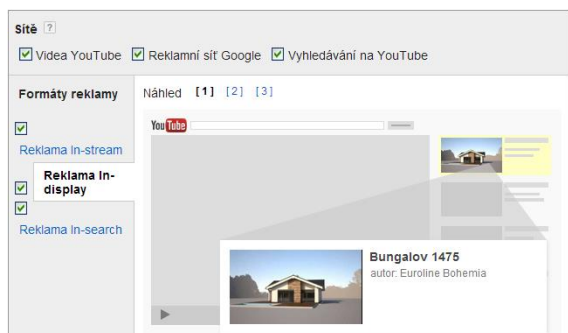 Sítě ?
Videa YouTube Reklamní síť Google Vyhledávání na YouTube
Formáty reklamy
Náhled [1] [2] [3]
YouTube
Reklama In-stream
Reklama In-
display
Reklama In-search
Bungalov 1475
autor: Euroline Bohemia